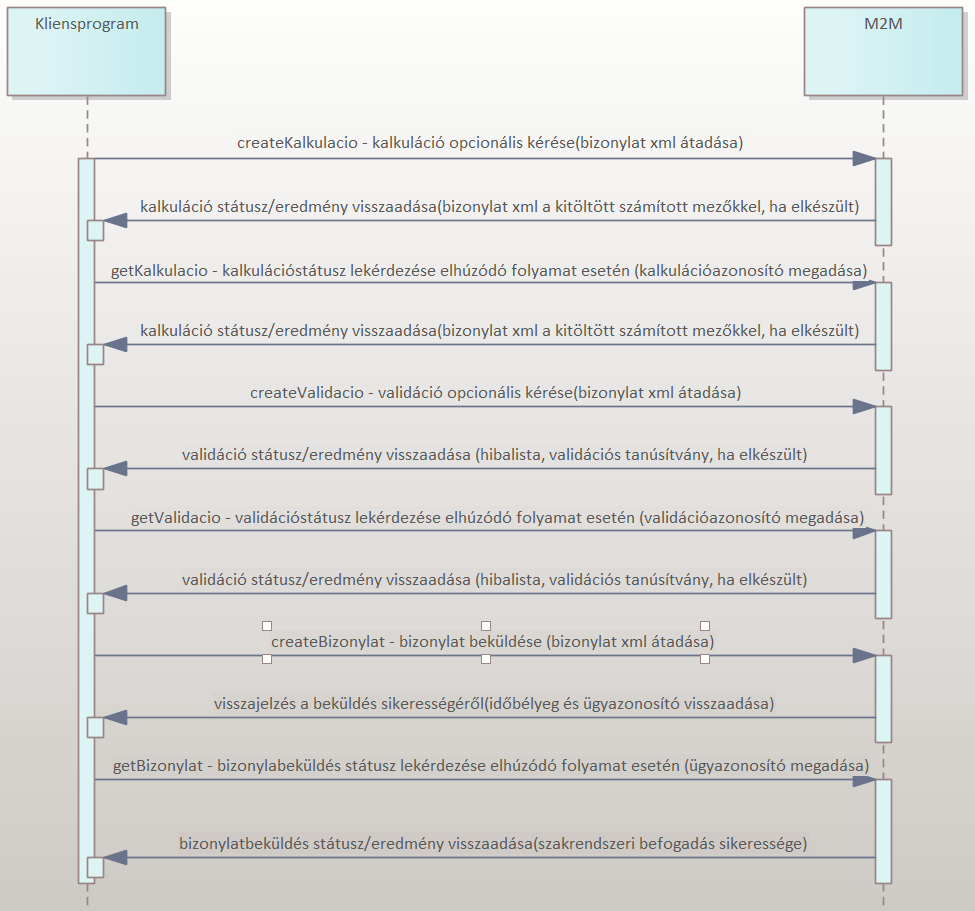 Kliensprogram
M2M
createKalkulacio - kalkuláció opcionális kérése(bizonylat xml átadása)
kalkuláció státusz/eredmény visszaadása(bizonylat xml a kitöltött számított mezőkkel, ha elkészült)
getKalkulacio - kalkulációstátusz lekérdezése elhúzódó folyamat esetén (kalkulációazonosító megadása)
kalkuláció státusz/eredmény visszaadása(bizonylat xml a kitöltött számított mezőkkel, ha elkészült)
createValidacio - validáció opcionális kérése(bizonylat xml átadása)
validáció státusz/eredmény visszaadása (hibalista, validációs tanúsítvány, ha elkészült)
getValidacio - validációstátusz lekérdezése elhúzódó folyamat esetén (validációazonosító megadása)
validáció státusz/eredmény visszaadása (hibalista, validációs tanúsítvány, ha elkészült)
createBizonylat - bizonylat beküldése (bizonylat xml átadása)
visszajelzés a beküldés sikerességéről(időbélyeg és ügyazonosító visszaadása)
getBizonylat - bizonylabeküldés státusz lekérdezése elhúzódó folyamat esetén (ügyazonosító megadása)
bizonylatbeküldés státusz/eredmény visszaadása(szakrendszeri befogadás sikeressége)